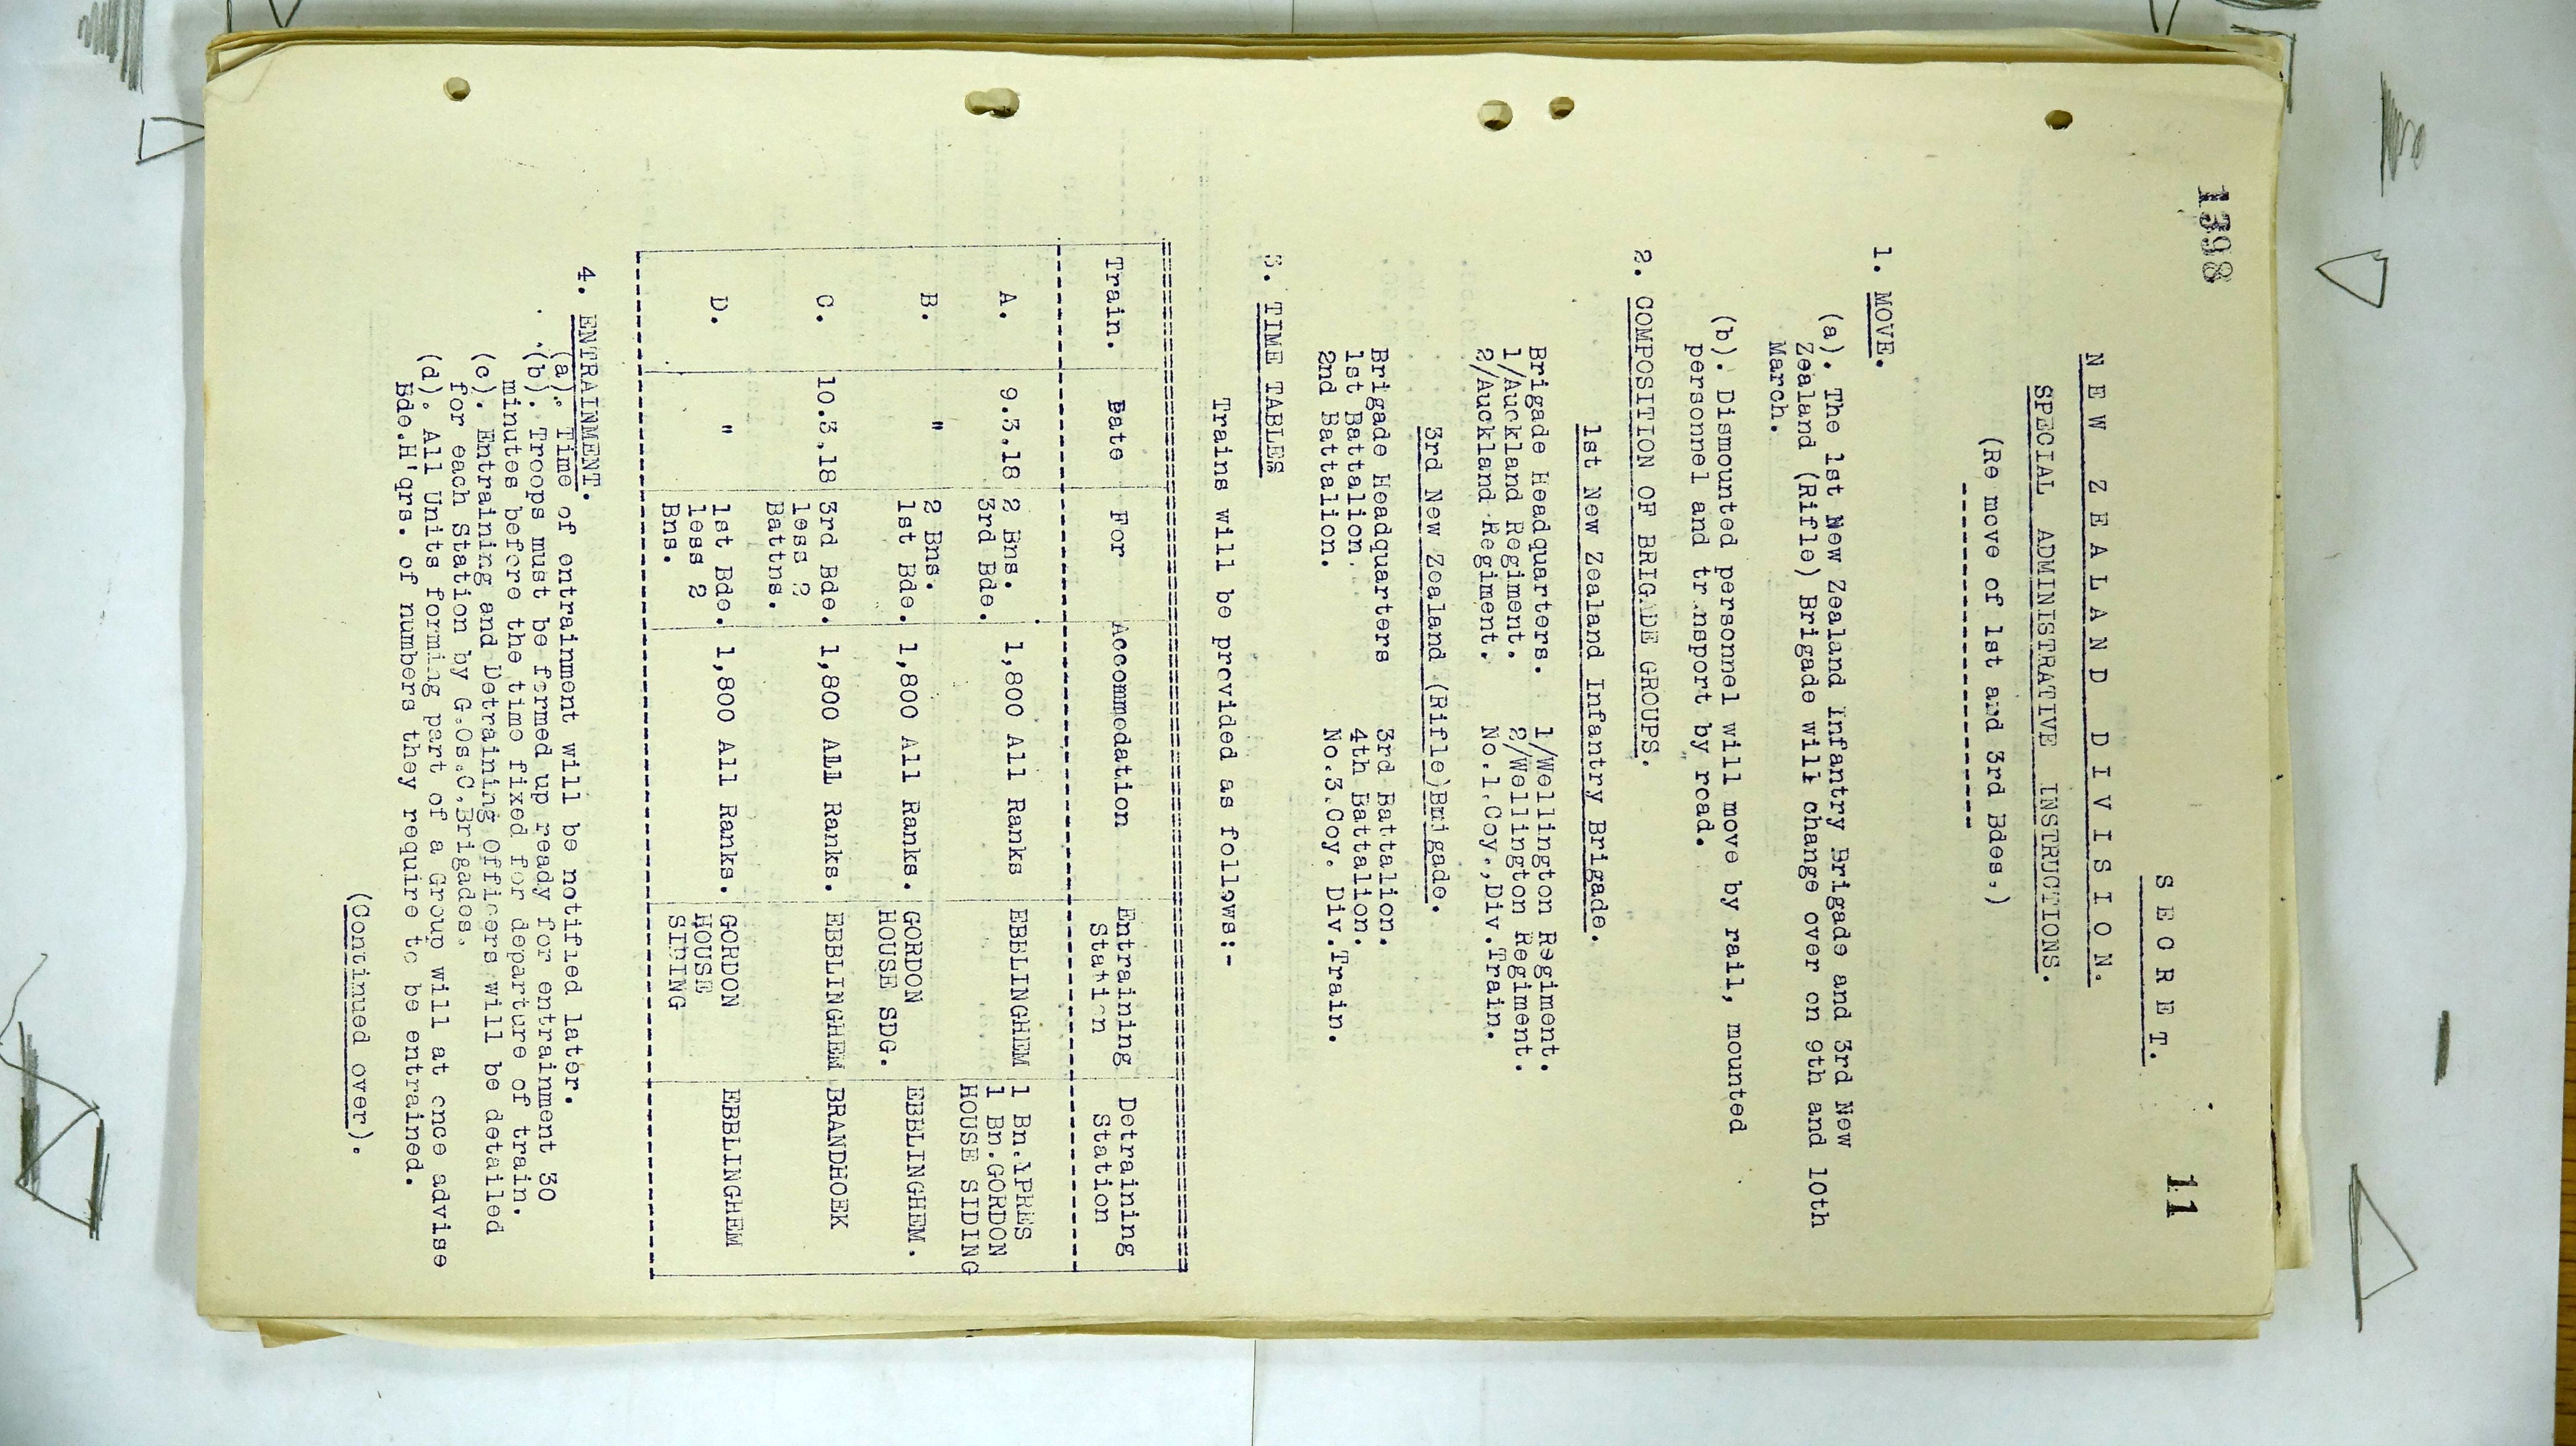 1398
11
S E C R E T.
N E W  Z E A L A N D  D I V I S I O N.
SPECIAL ADMINISTRATIVE INSTRUCTIONS.
(Re move of 1st and 3rd Bdes.)
--------------------------
1. MOVE.
(a). The 1st New Zealand Infantry Brigade and 3rd New
Zealand (Rifle) Brigade will change over on 9th and 10th
March.
(b). Dismounted personnel will move by rail, mounted
personnel and tr nsport by road.
2. COMPOSITION OF BRIGADE GROUPS.
1st New Zealand Infantry Brigade.
Brigade Headquarters. 1/Wellington Regiment.
1/Auckland Regiment. 2/Wellington Regiment.
2/Auckland Regiment. No.1.Coy.,Div.Train.
3rd New Zealand (Rifle)Brigade.
Brigade Headquarters 3rd Battalion.
1st Battalion. 4th Battalion.
2nd Battalion. No.3.Coy. Div.Train.
3. TIME TABLES
Trains will be provided as follows:-
Train. Date For Accommodation Entraining Detraining
Station Station
A. 9.3.18 2 Bns. 1,800 All Ranks EBBLINGHEM 1 Bn.YPRES
3rd Bde. 1 Bn.GORDON
HOUSE SIDING
B. " 2 Bns. 1,800 All Ranks. GORDON EBBLINGHEM.
1st Bde. HOUSE SDG.
C. 10.3.18 3rd Bde. 1,800 All Ranks. EBBLINGHEM BRANDHOEK
less 2
Battns.
D. " 1st Bde. 1,800 All Ranks. GORDON EBBLINGHEM
less 2 HOUSE
Bns. SIDING
4. ENTRAINMENT.
(a). Time of entrainment will be notified later.
(b). Troops must be formed up ready for entrainment 30
minutes before the time fixed for departure of train.
(c). Entraining and Detraining Officers will be detailed
for each Station by G.Os.C.Brigades.
(d). All Units forming part of a Group will at once advise
Bde.H'qrs. of numbers they require to be entrained.
(Continued over).